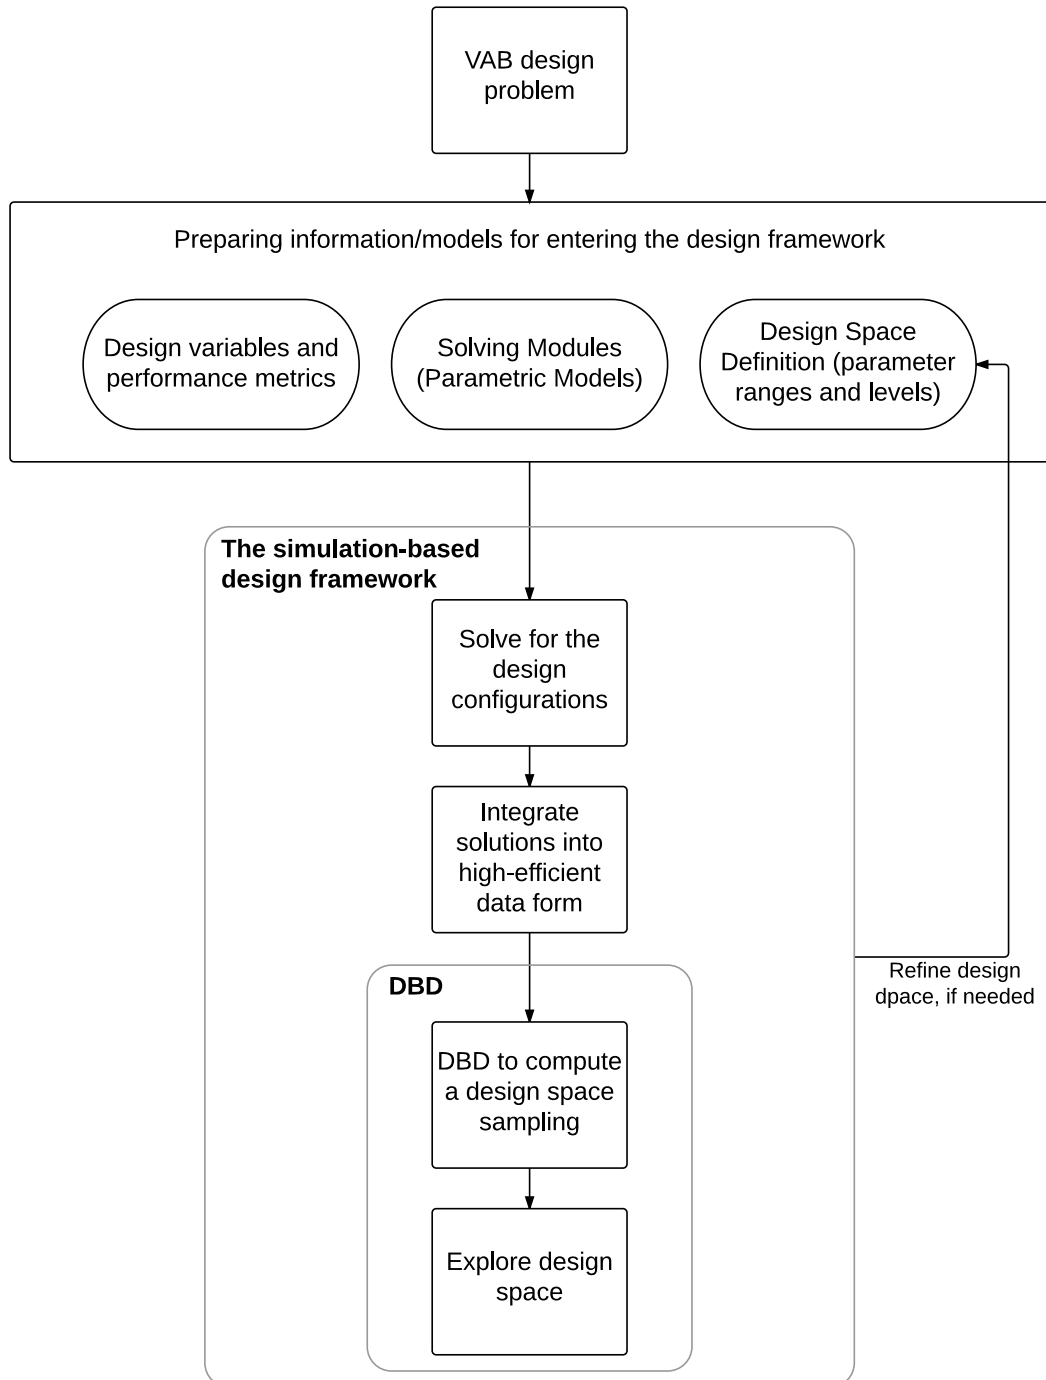 VAB design
problem
Preparing information/models for entering the design framework
Design variables and
performance metrics
Solving Modules
(Parametric Models)
Design Space
Definition (parameter
ranges and levels)
The simulation-based
design framework
Solve for the
design
configurations
Integrate
solutions into
high-efficient
data form
Refine design
dpace, if needed
DBD
DBD to compute
a design space
sampling
Explore design
space